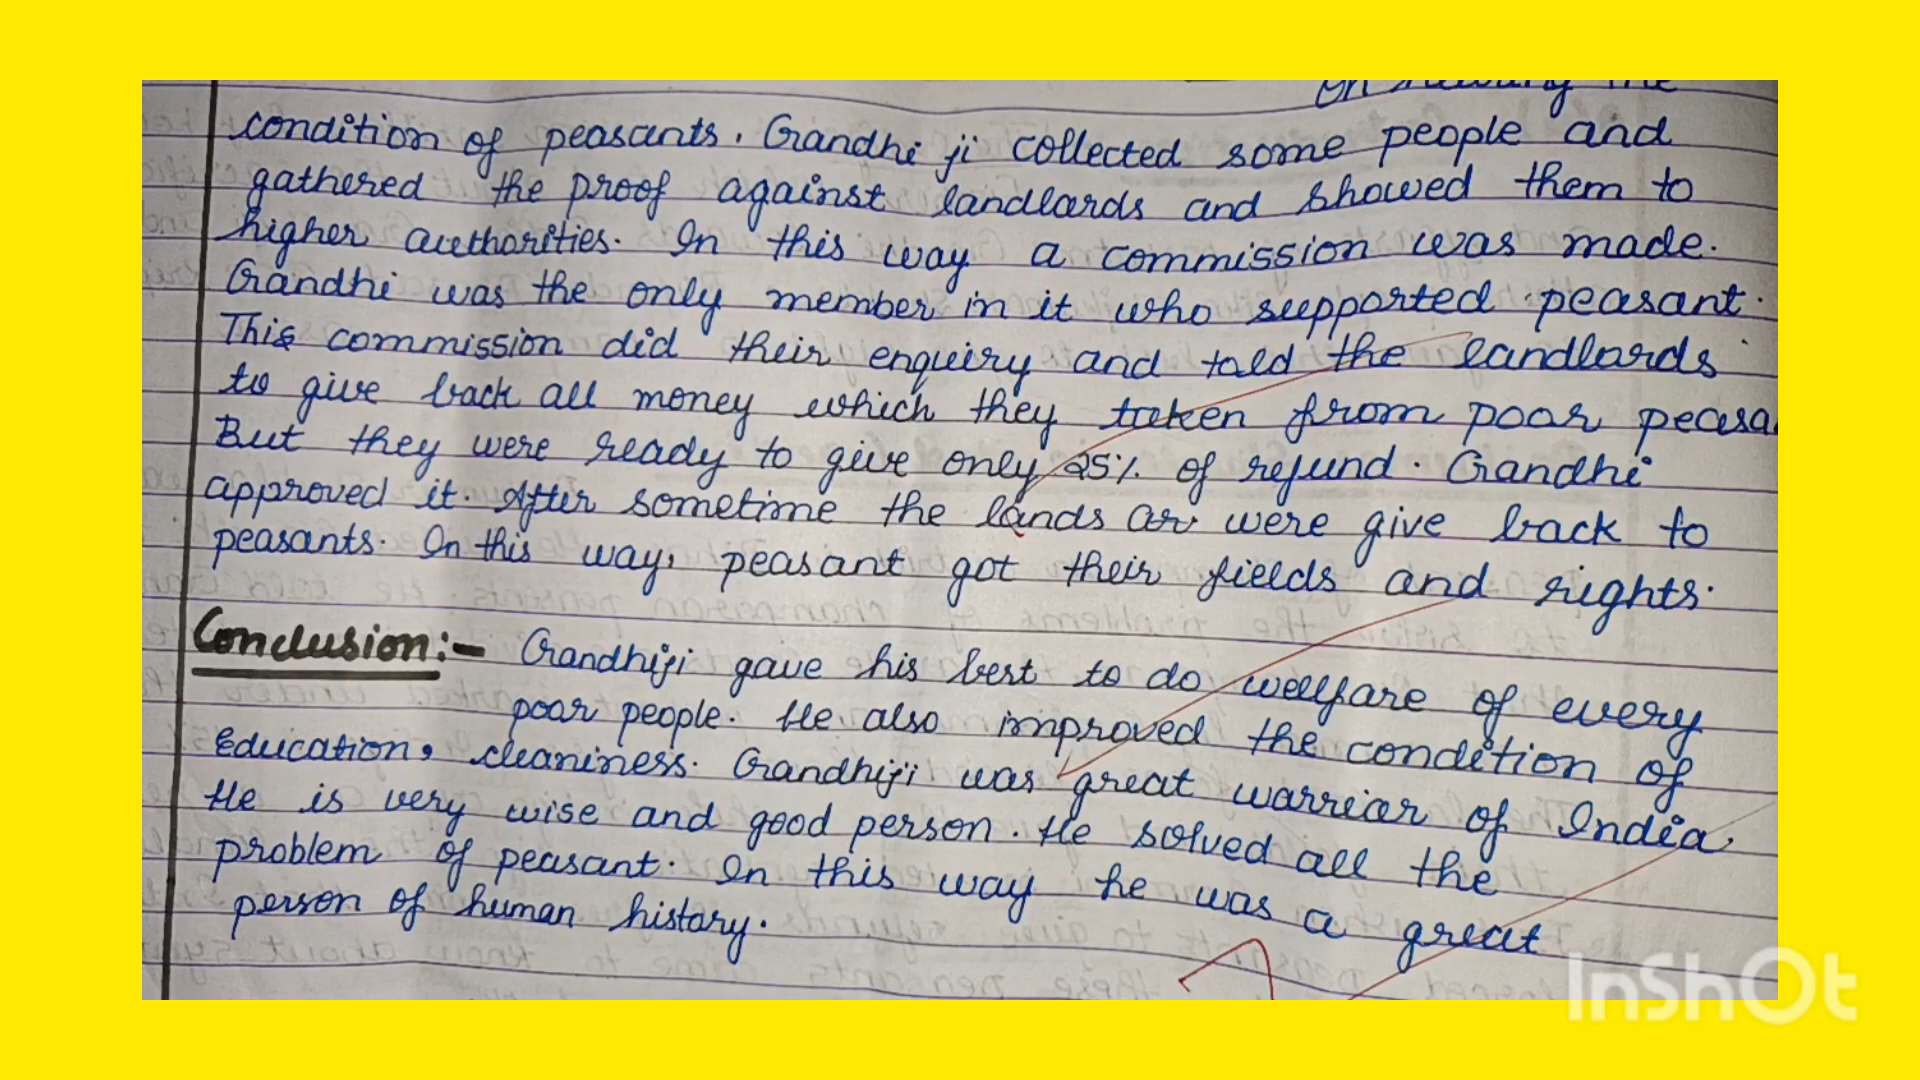 On the
condition of peasants. Gandhi ji collected some people and
gathered the proof against landlards and showed them to
higher authorities. In this way a commission was made.
Gandhi was the only member in it who supported peasant.
This commission did their enquiry and told the landlards
to give back all money which they taken from poor peasa
But they were ready to give only 25% of refund. Gandhi
approved it. After sometime the lands ar were give back to
peasants. In this way, peasant got their fields and rights.
Conclusion:- Gandhiji gave his best to do wellfare of every
poor people. He also improved the condition of
Education, cleaniness. Gandhiji was great warrior of India.
He is very wise and good person. He solved all the
problem of peasant. In this way he was a great
person of human history.
InShOt